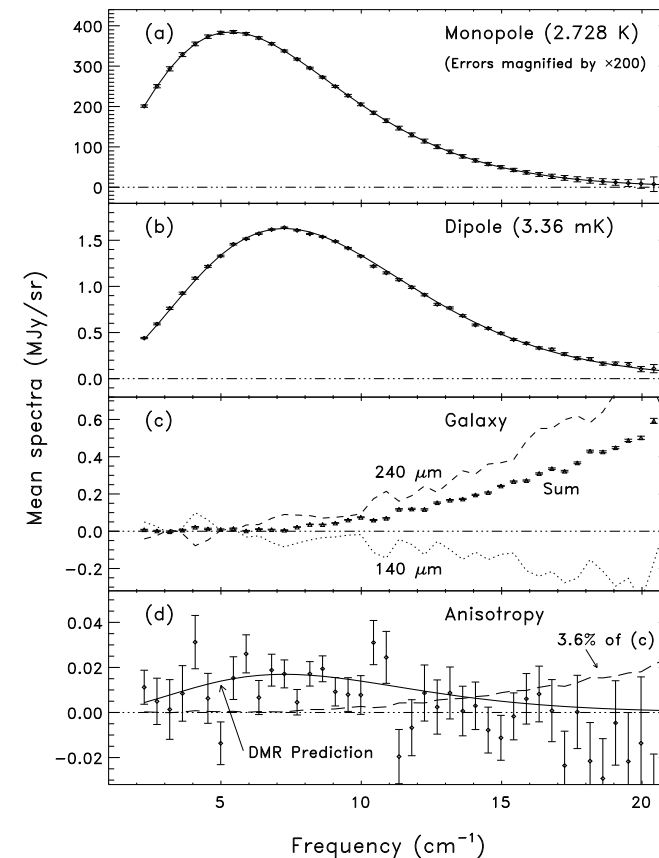 Mean spectra (MJy/sr)
(a)
Monopole (2.728 K)
(Errors magnified by ×200)
400
300
200
100
0
(b)
Dipole (3.36 mK)
1.5
1.0
0.5
0.0
(c)
Galaxy
0.6
0.4
0.2
0.0
−0.2
240 μm
Sum
140 μm
(d)
Anisotropy
3.6% of (c)
0.04
0.02
0.00
−0.02
DMR Prediction
5
10
15
20
Frequency (cm⁻¹)